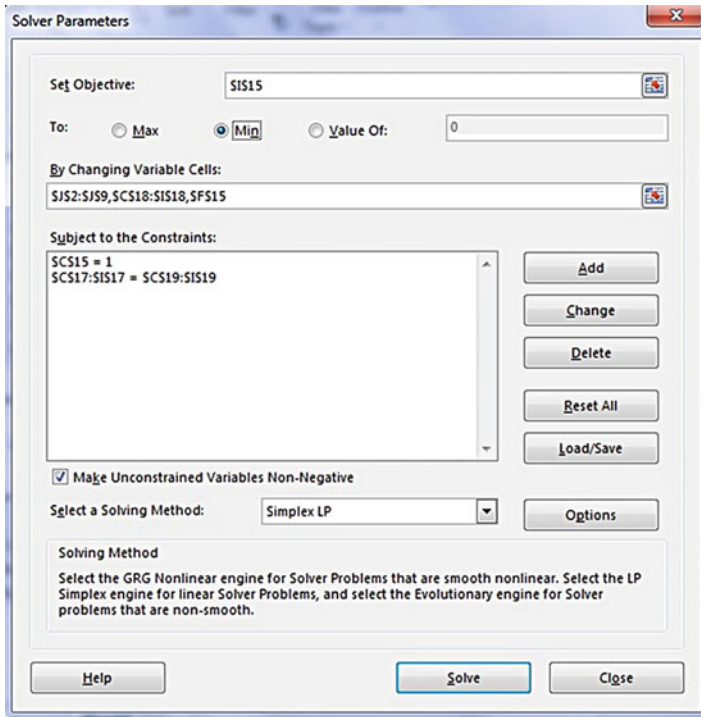 Solver Parameters
Set Objective: $I$15
To: Max Min Value Of: 0
By Changing Variable Cells:
$J$2:$J$9,$C$18:$I$18,$F$15
Subject to the Constraints:
$C$15 = 1
$C$17:$I$17 = $C$19:$I$19
Add
Change
Delete
Reset All
Load/Save
Make Unconstrained Variables Non-Negative
Select a Solving Method: Simplex LP Options
Solving Method
Select the GRG Nonlinear engine for Solver Problems that are smooth nonlinear. Select the LP
Simplex engine for linear Solver Problems, and select the Evolutionary engine for Solver
problems that are non-smooth.
Help Solve Close